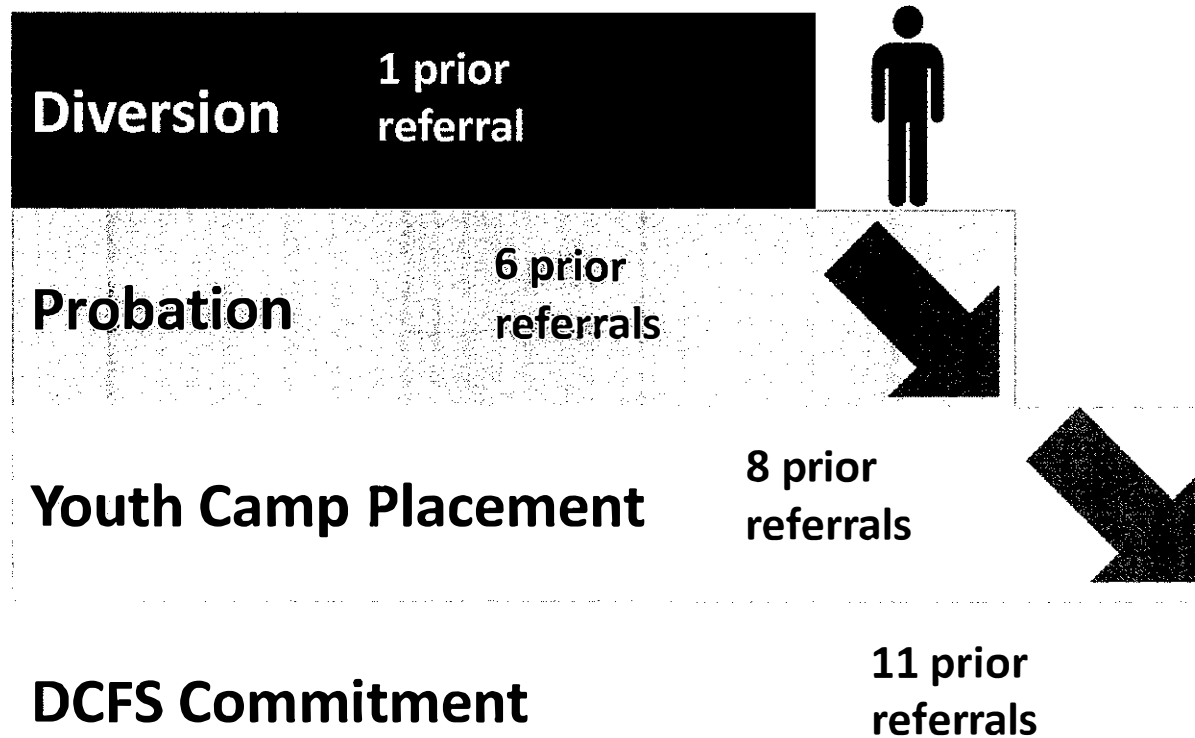 Diversion
1 prior
referral
Probation
6 prior
referrals
Youth Camp Placement
8 prior
referrals
DCFS Commitment
11 prior
referrals